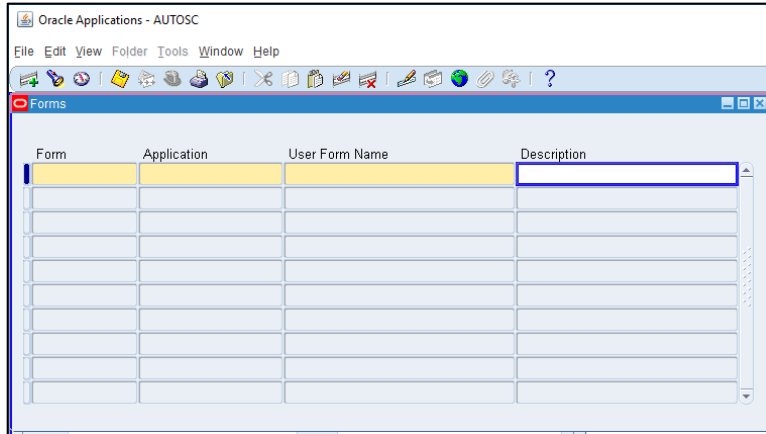 Oracle Applications - AUTOSC
File Edit View Folder Tools Window Help
?
Forms
Form Application User Form Name Description